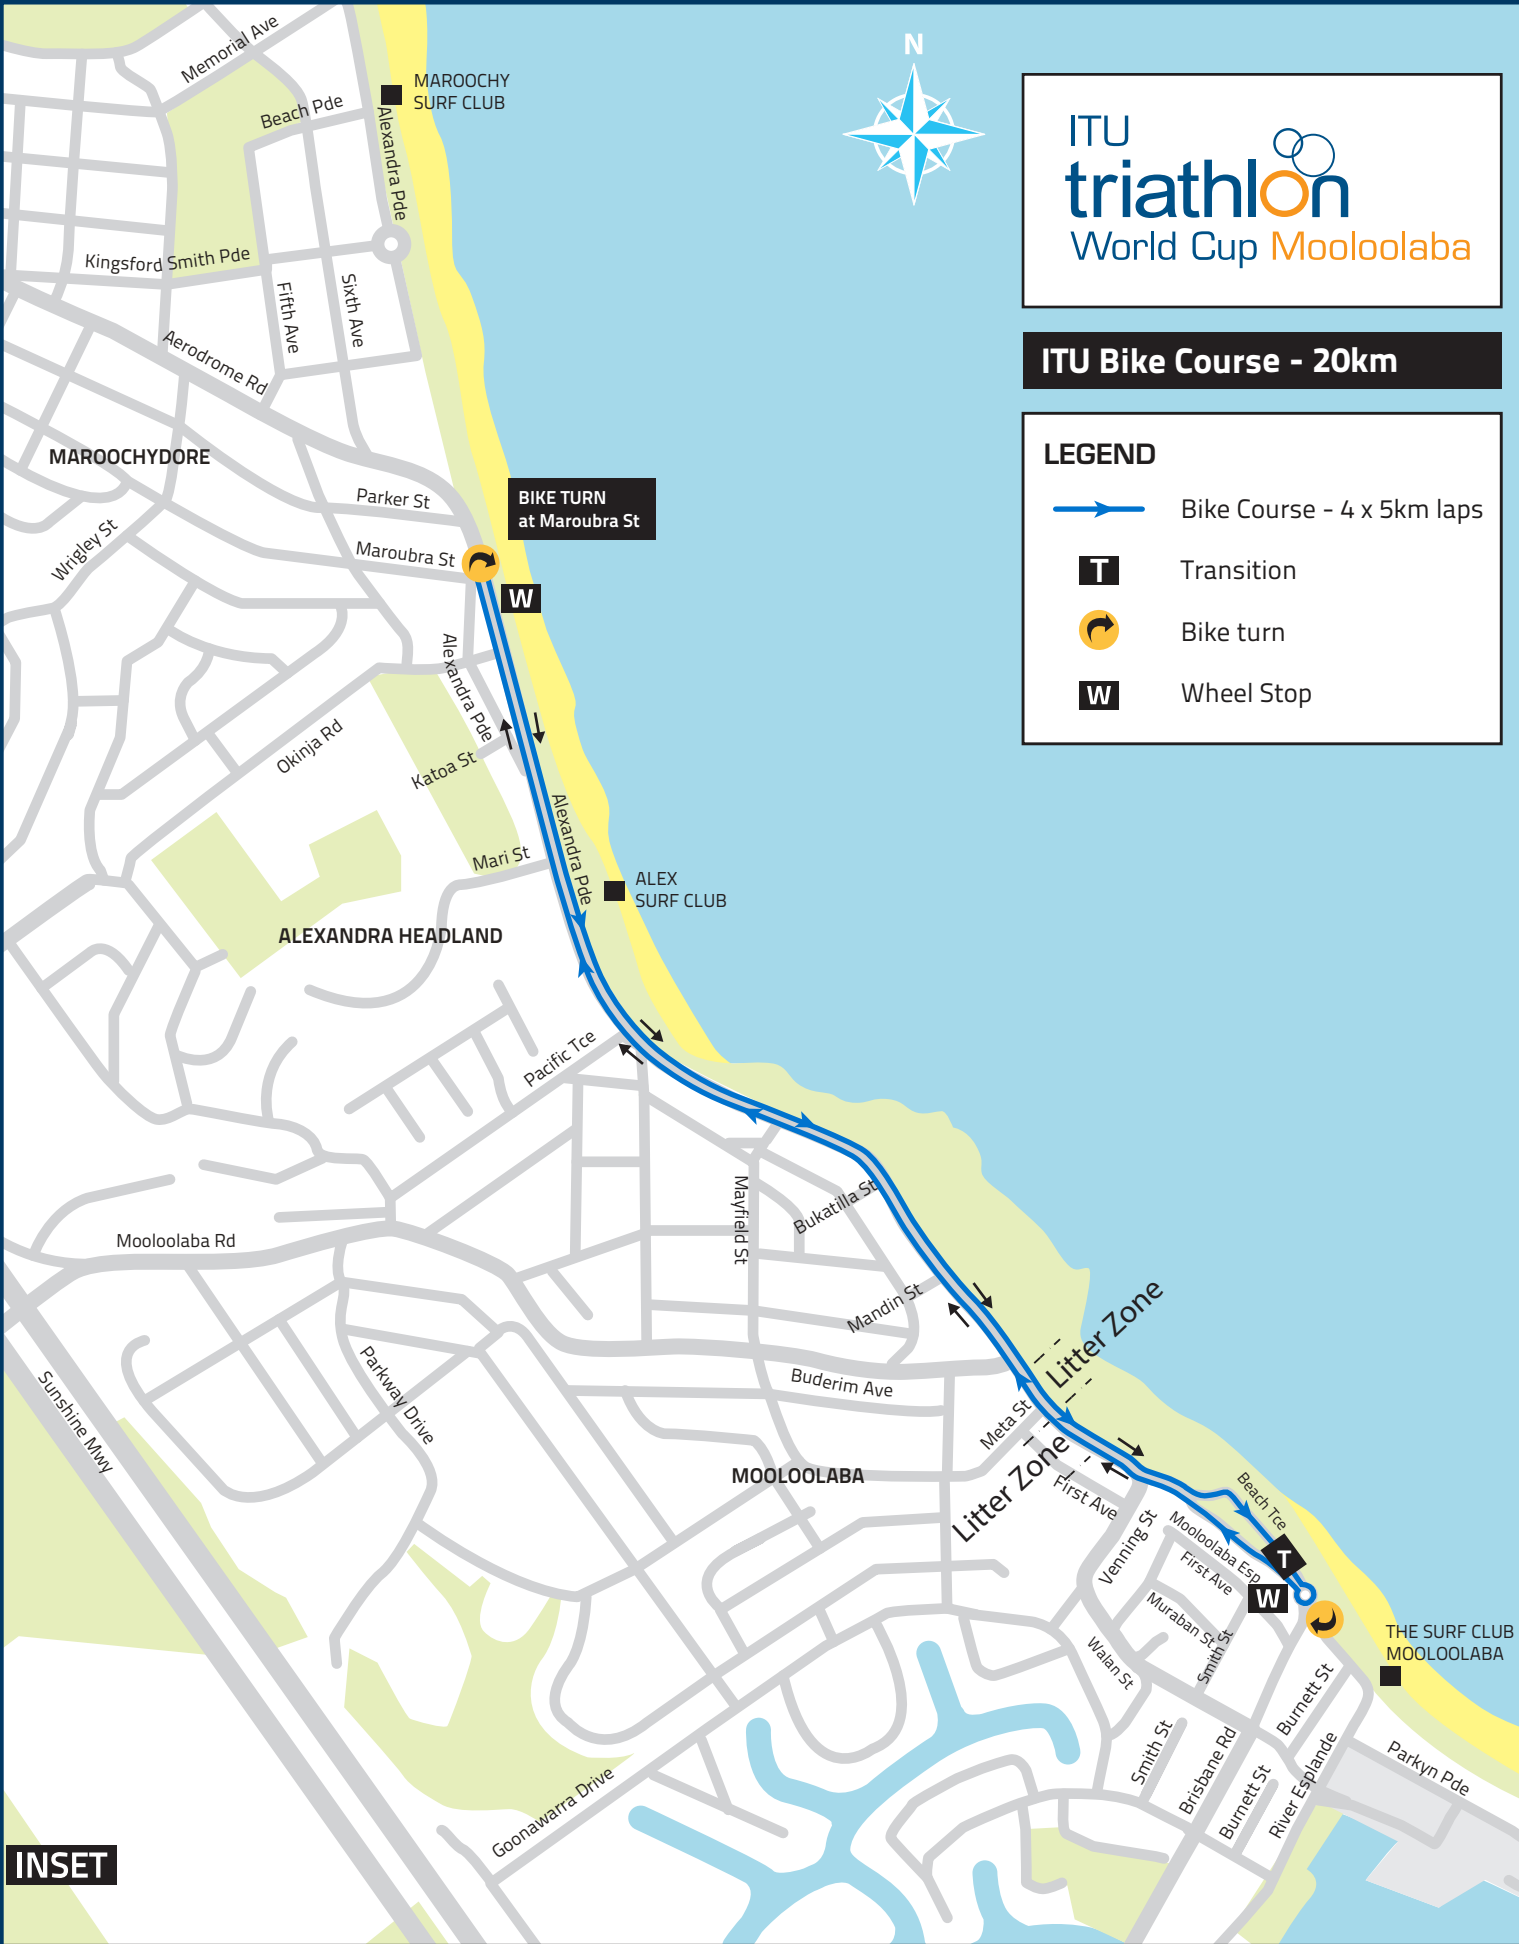 N
ITU
triathlon
World Cup Mooloolaba
ITU Bike Course - 20km
LEGEND
Bike Course - 4 x 5km laps
T
Transition
Bike turn
W
Wheel Stop
Memorial Ave
MAROOCHY
SURF CLUB
Beach Pde
Alexandra Pde
Kingsford Smith Pde
Fifth Ave
Sixth Ave
Aerodrome Rd
MAROOCHYDORE
Parker St
BIKE TURN
at Maroubra St
Wrigley St
Maroubra St
W
Alexandra Pde
Okinja Rd
Katoa St
Alexandra Pde
Mari St
ALEX
SURF CLUB
ALEXANDRA HEADLAND
Pacific Tce
Mayfield St
Bukatilla St
Mooloolaba Rd
Mandin St
Litter Zone
Sunshine Mwy
Parkway Drive
Buderim Ave
Meta St
MOOLOOLABA
Litter Zone
First Ave
Beach Tce
Venning St
Mooloolaba Esp
First Ave
T
W
Muraban St
Smith St
THE SURF CLUB
MOOLOOLABA
Walan St
Burnett St
Smith St
Brisbane Rd
Burnett St
River Esplande
Parkyn Pde
Goonawarra Drive
INSET